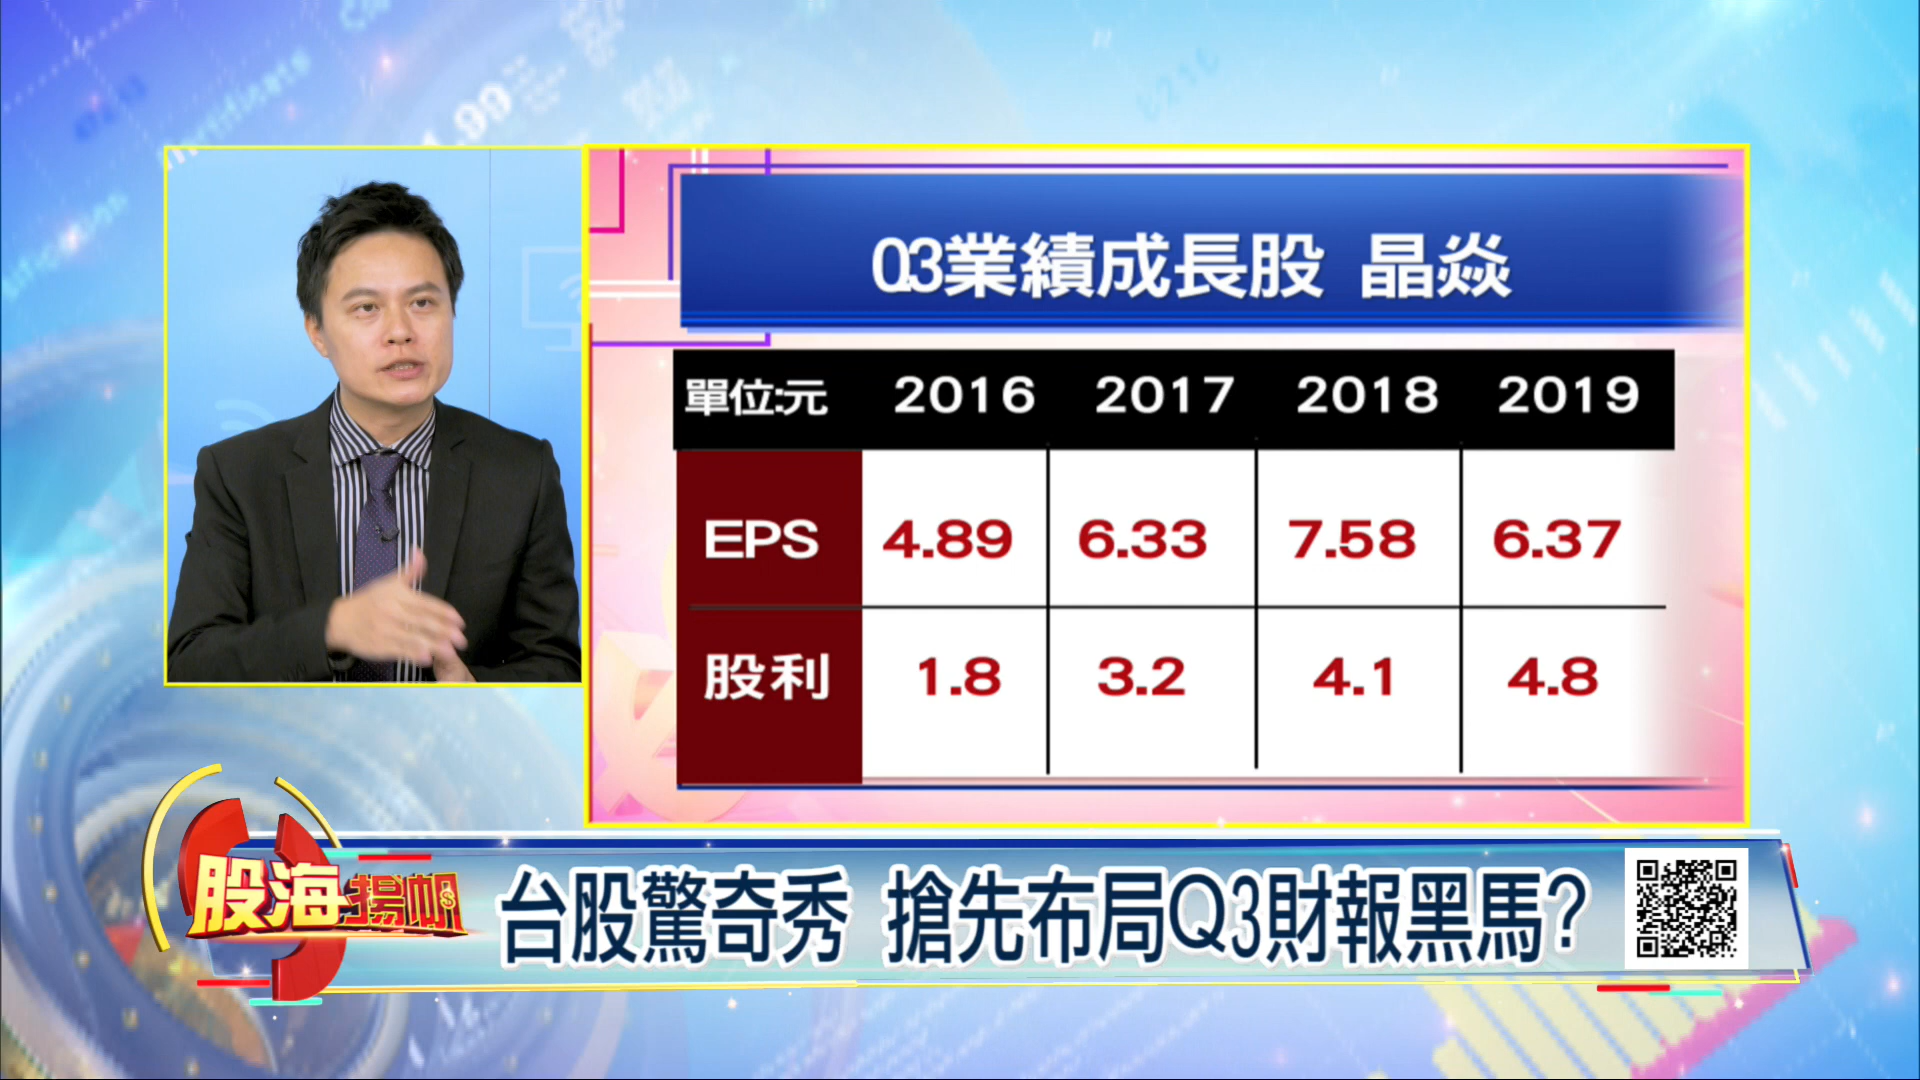 Q3業績成長股 晶焱
單位:元 2016 2017 2018 2019
EPS 4.89 6.33 7.58 6.37
股利 1.8 3.2 4.1 4.8
股海揚帆
台股驚奇秀 搶先布局Q3財報黑馬?